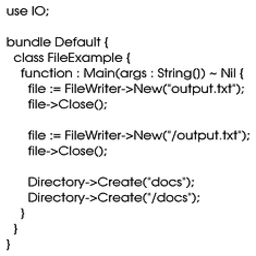 use IO;

bundle Default {
  class FileExample {
    function : Main(args : String[]) ~ Nil {
      file := FileWriter->New("output.txt");
      file->Close();

      file := FileWriter->New("/output.txt");
      file->Close();

      Directory->Create("docs");
      Directory->Create("/docs");
    }
  }
}